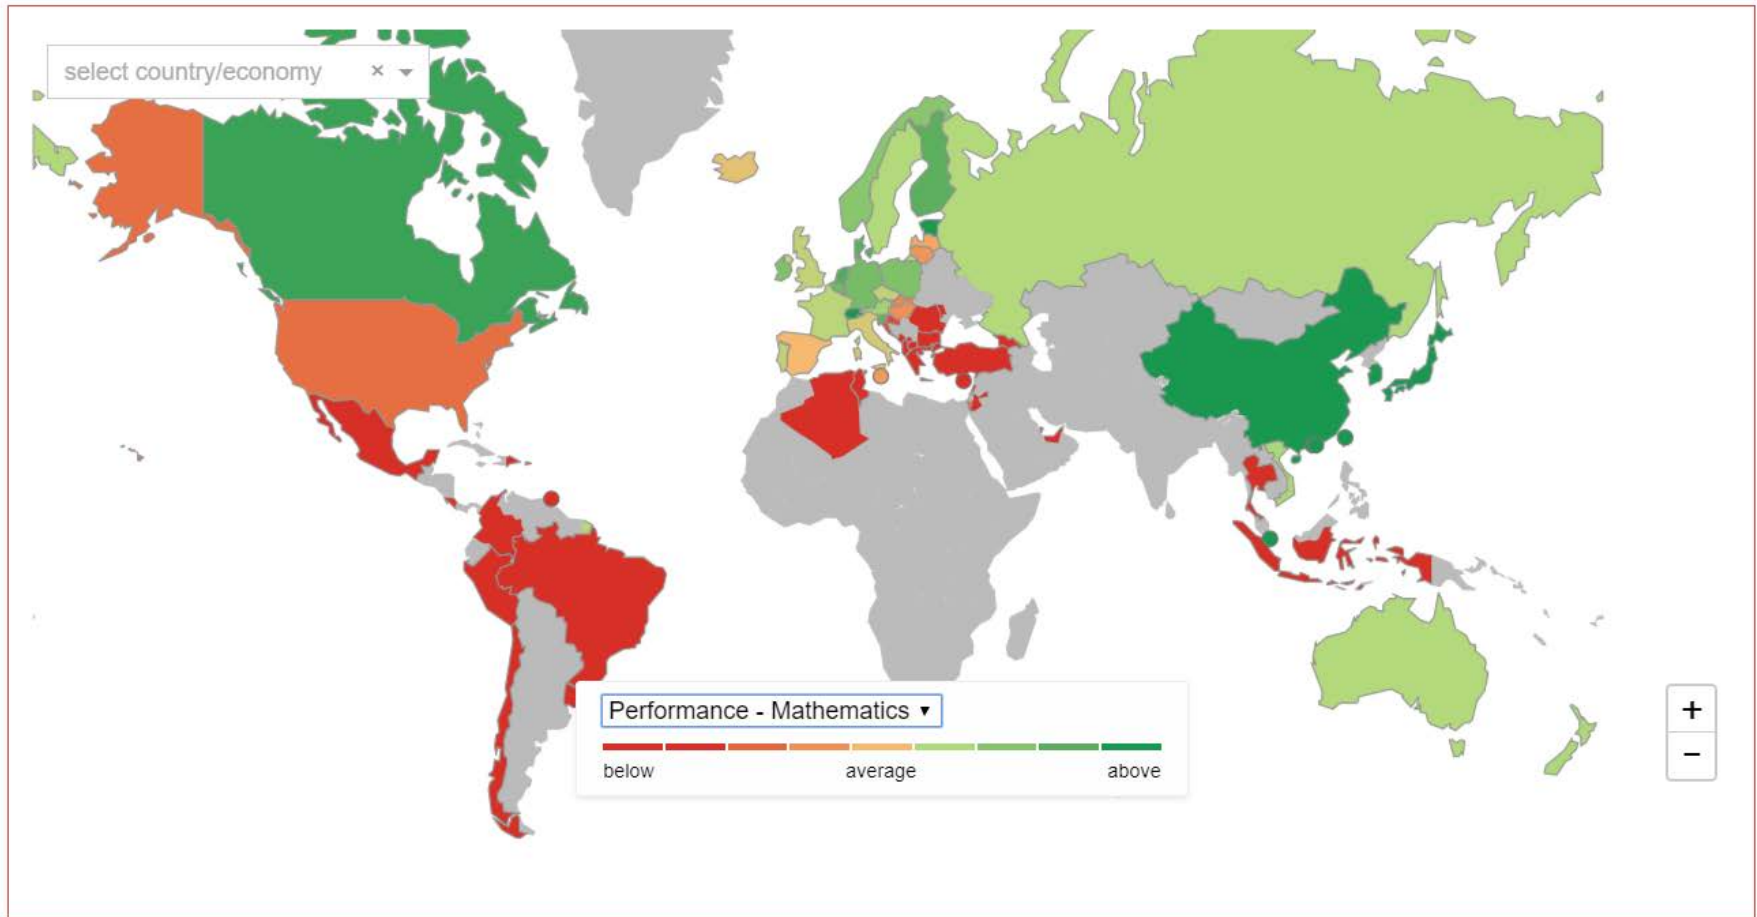 select country/economy × ▼
Performance - Mathematics ▼
below average above
+
−